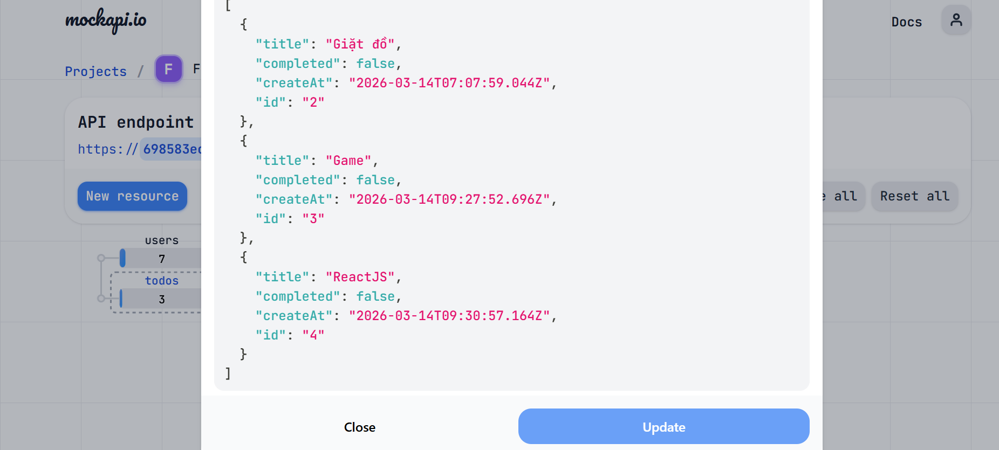 mockapi.io
Docs
Projects / F F
API endpoint
https://698583ec
New resource
all
Reset all
users
7
todos
3
[
{
"title": "Giặt đồ",
"completed": false,
"createAt": "2026-03-14T07:07:59.044Z",
"id": "2"
},
{
"title": "Game",
"completed": false,
"createAt": "2026-03-14T09:27:52.696Z",
"id": "3"
},
{
"title": "ReactJS",
"completed": false,
"createAt": "2026-03-14T09:30:57.164Z",
"id": "4"
}
]
Close
Update